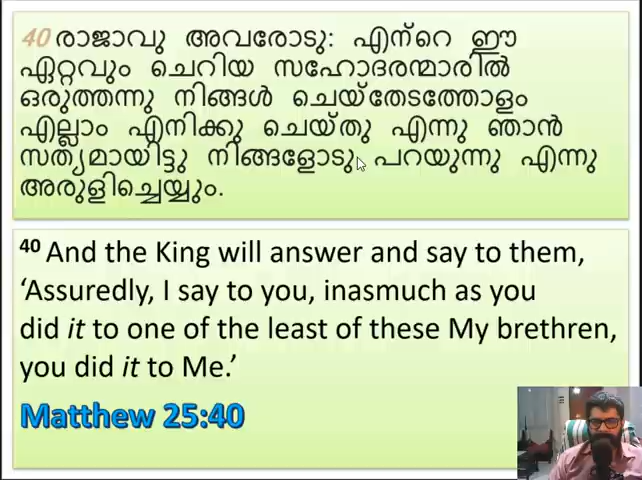 40 രാജാവു അവരോടു: എന്റെ ഈ
ഏറ്റവും ചെറിയ സഹോദരന്മാരിൽ
ഒരുത്തന്നു നിങ്ങൾ ചെയ്തേടത്തോളം
എല്ലാം എനിക്കു ചെയ്തു എന്നു ഞാൻ
സത്യമായിട്ടു നിങ്ങളോടു പറയുന്നു എന്നു
അരുളിച്ചെയ്യും.
40 And the King will answer and say to them,
‘Assuredly, I say to you, inasmuch as you
did it to one of the least of these My brethren,
you did it to Me.’
Matthew 25:40